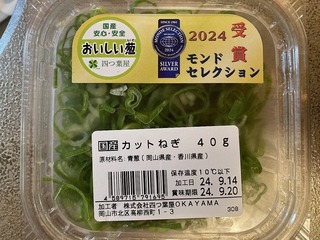 国産
安心・安全
おいしい葱
四つ葉屋
SILVER
AWARD
2024
受賞
モンド
セレクション
国産 カットねぎ 40g
原材料名:青葱(岡山県産・香川県産)
保存温度10℃以下
加工日 24. 9.14
賞味期限 24. 9.20
4589715791695
加工者 株式会社四つ葉屋OKAYAMA
岡山市北区高柳西町1-3
308